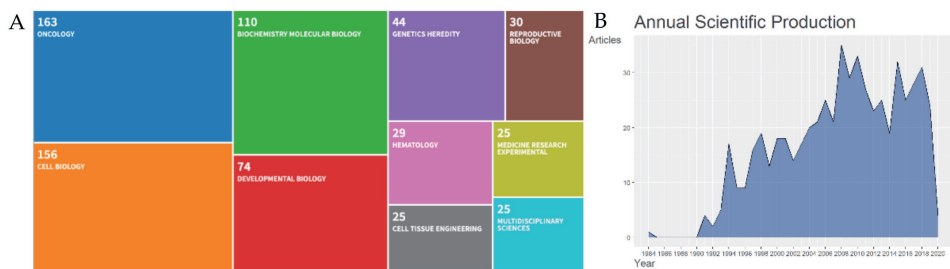 A
163
ONCOLOGY
156
CELL BIOLOGY
110
BIOCHEMISTRY MOLECULAR BIOLOGY
74
DEVELOPMENTAL BIOLOGY
44
GENETICS HEREDITY
30
REPRODUCTIVE
BIOLOGY
29
HEMATOLOGY
25
MEDICINE RESEARCH
EXPERIMENTAL
25
CELL TISSUE ENGINEERING
25
MULTIDISCIPLINARY
SCIENCES
B
Annual Scientific Production
Articles
30
20
10
0
1984 1986 1988 1990 1992 1994 1996 1998 2000 2002 2004 2006 2008 2010 2012 2014 2016 2018 2020
Year